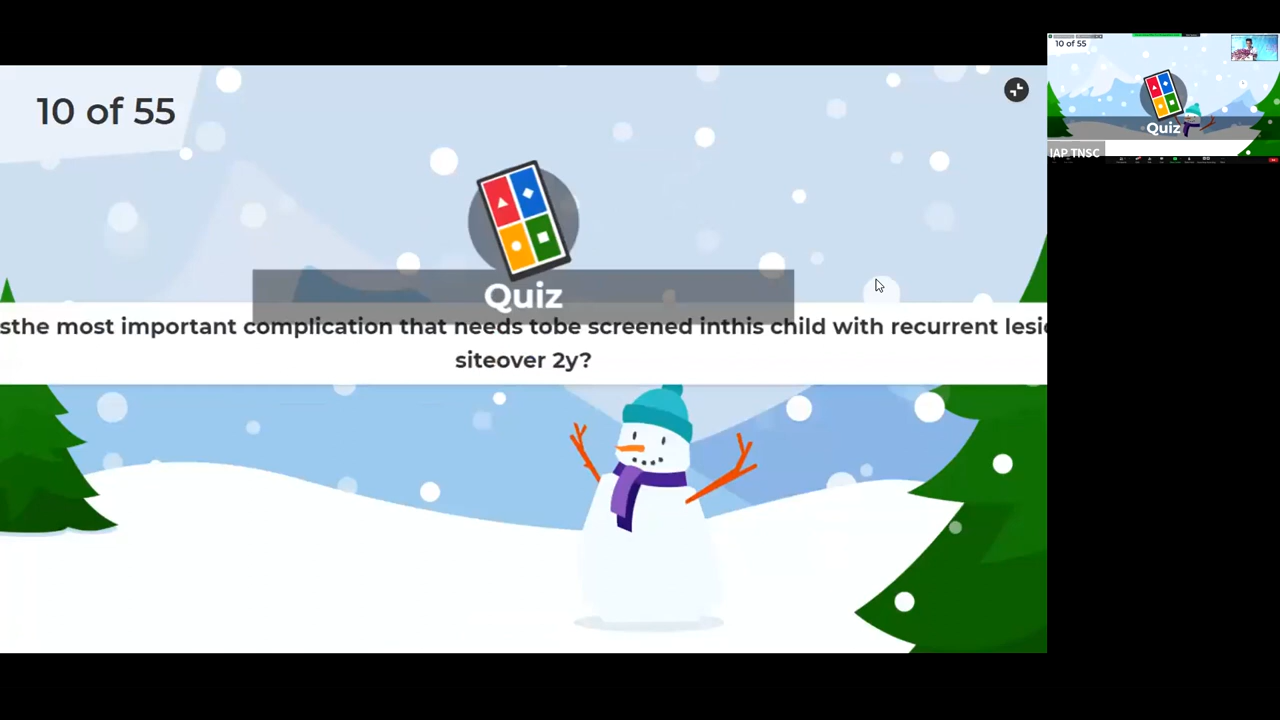 10 of 55
Quiz
sthe most important complication that needs tobe screened inthis child with recurrent
siteover 2y?
10 of 55
Quiz
IAP TNSC